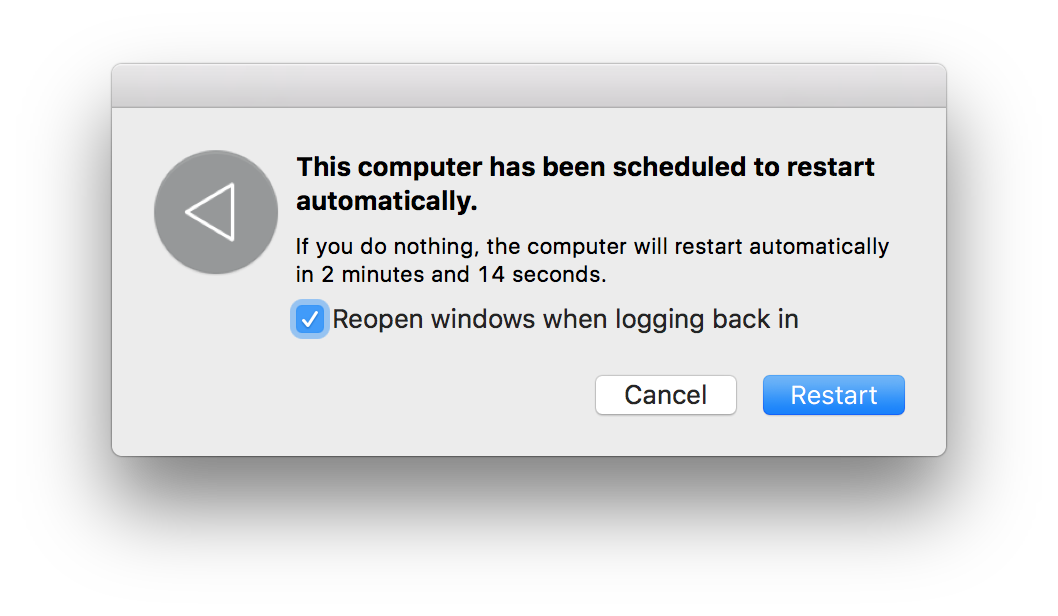 This computer has been scheduled to restart
automatically.
If you do nothing, the computer will restart automatically
in 2 minutes and 14 seconds.
Reopen windows when logging back in
Cancel Restart